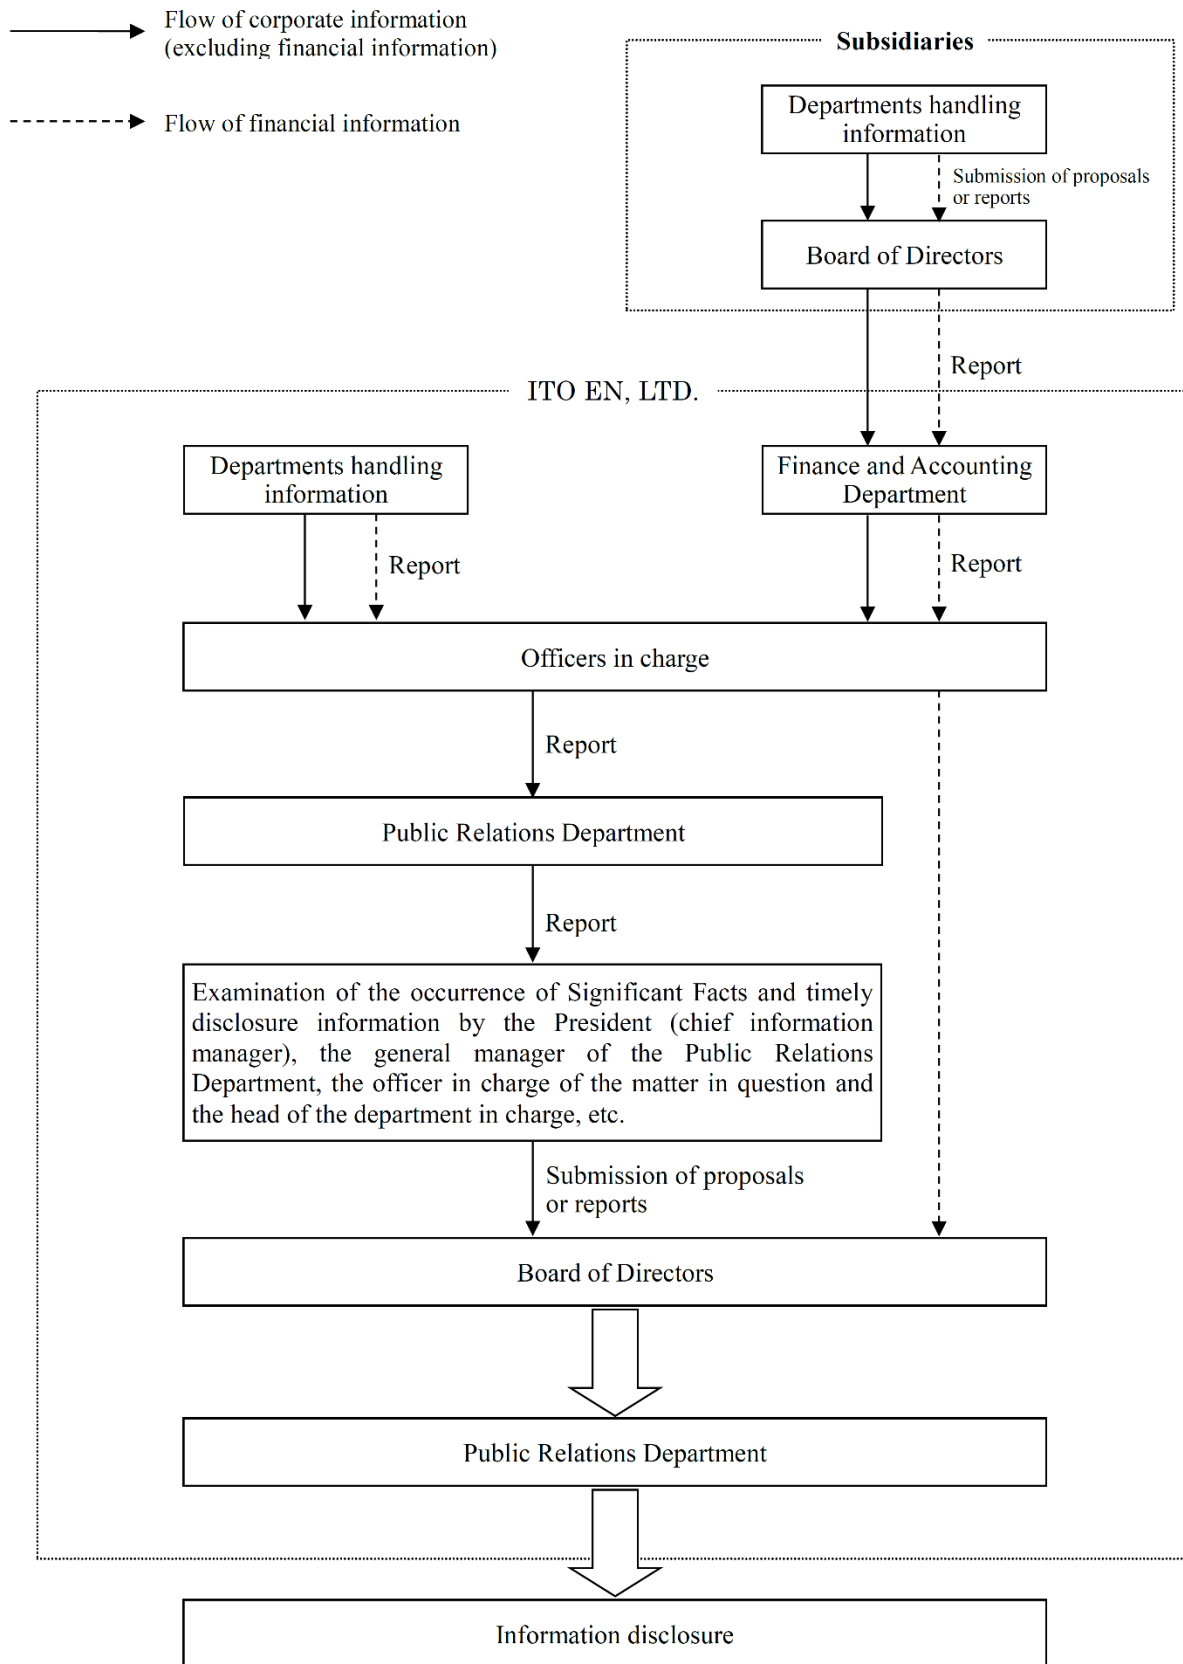 Flow of corporate information
(excluding financial information)
Flow of financial information
Subsidiaries
Departments handling
information
Submission of proposals
or reports
Board of Directors
Report
ITO EN, LTD.
Departments handling
information
Finance and Accounting
Department
Report
Report
Officers in charge
Report
Public Relations Department
Report
Examination of the occurrence of Significant Facts and timely
disclosure information by the President (chief information
manager), the general manager of the Public Relations
Department, the officer in charge of the matter in question and
the head of the department in charge, etc.
Submission of proposals
or reports
Board of Directors
Public Relations Department
Information disclosure